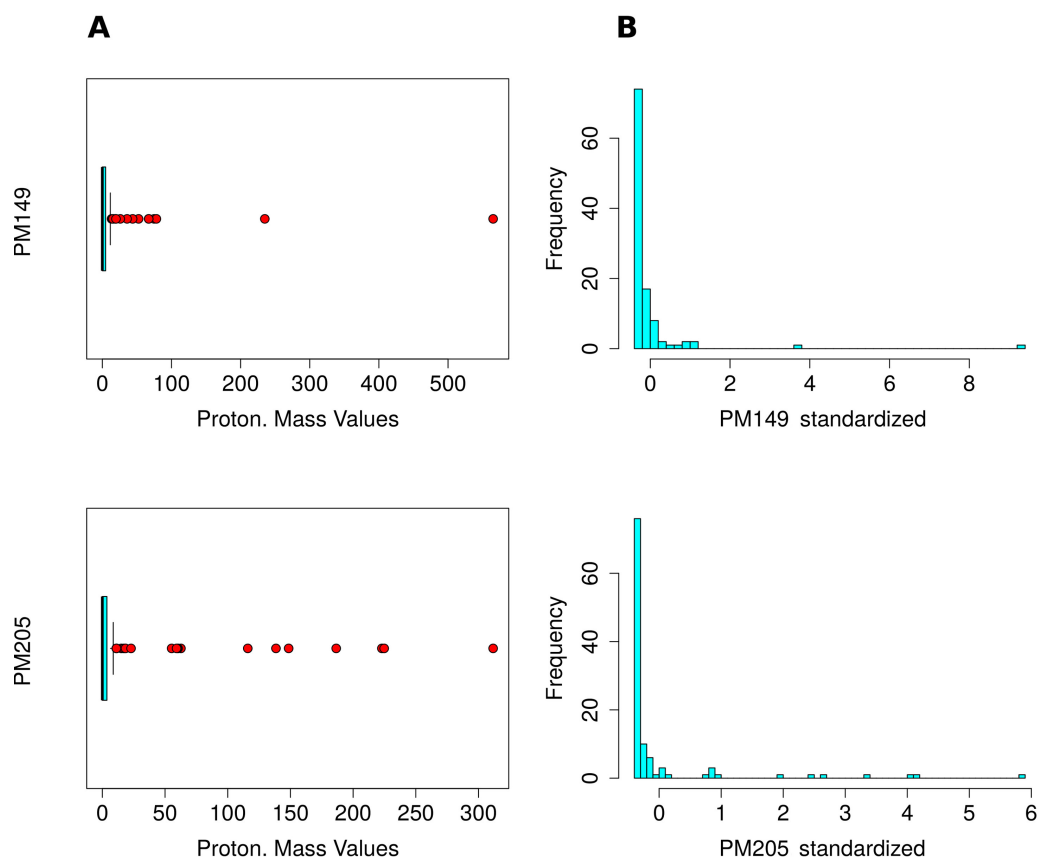 A
B
PM149
0 100 200 300 400 500
Proton. Mass Values
Frequency
0 20 40 60
0 2 4 6 8
PM149 standardized
PM205
0 50 100 150 200 250 300
Proton. Mass Values
Frequency
0 20 40 60
0 1 2 3 4 5 6
PM205 standardized